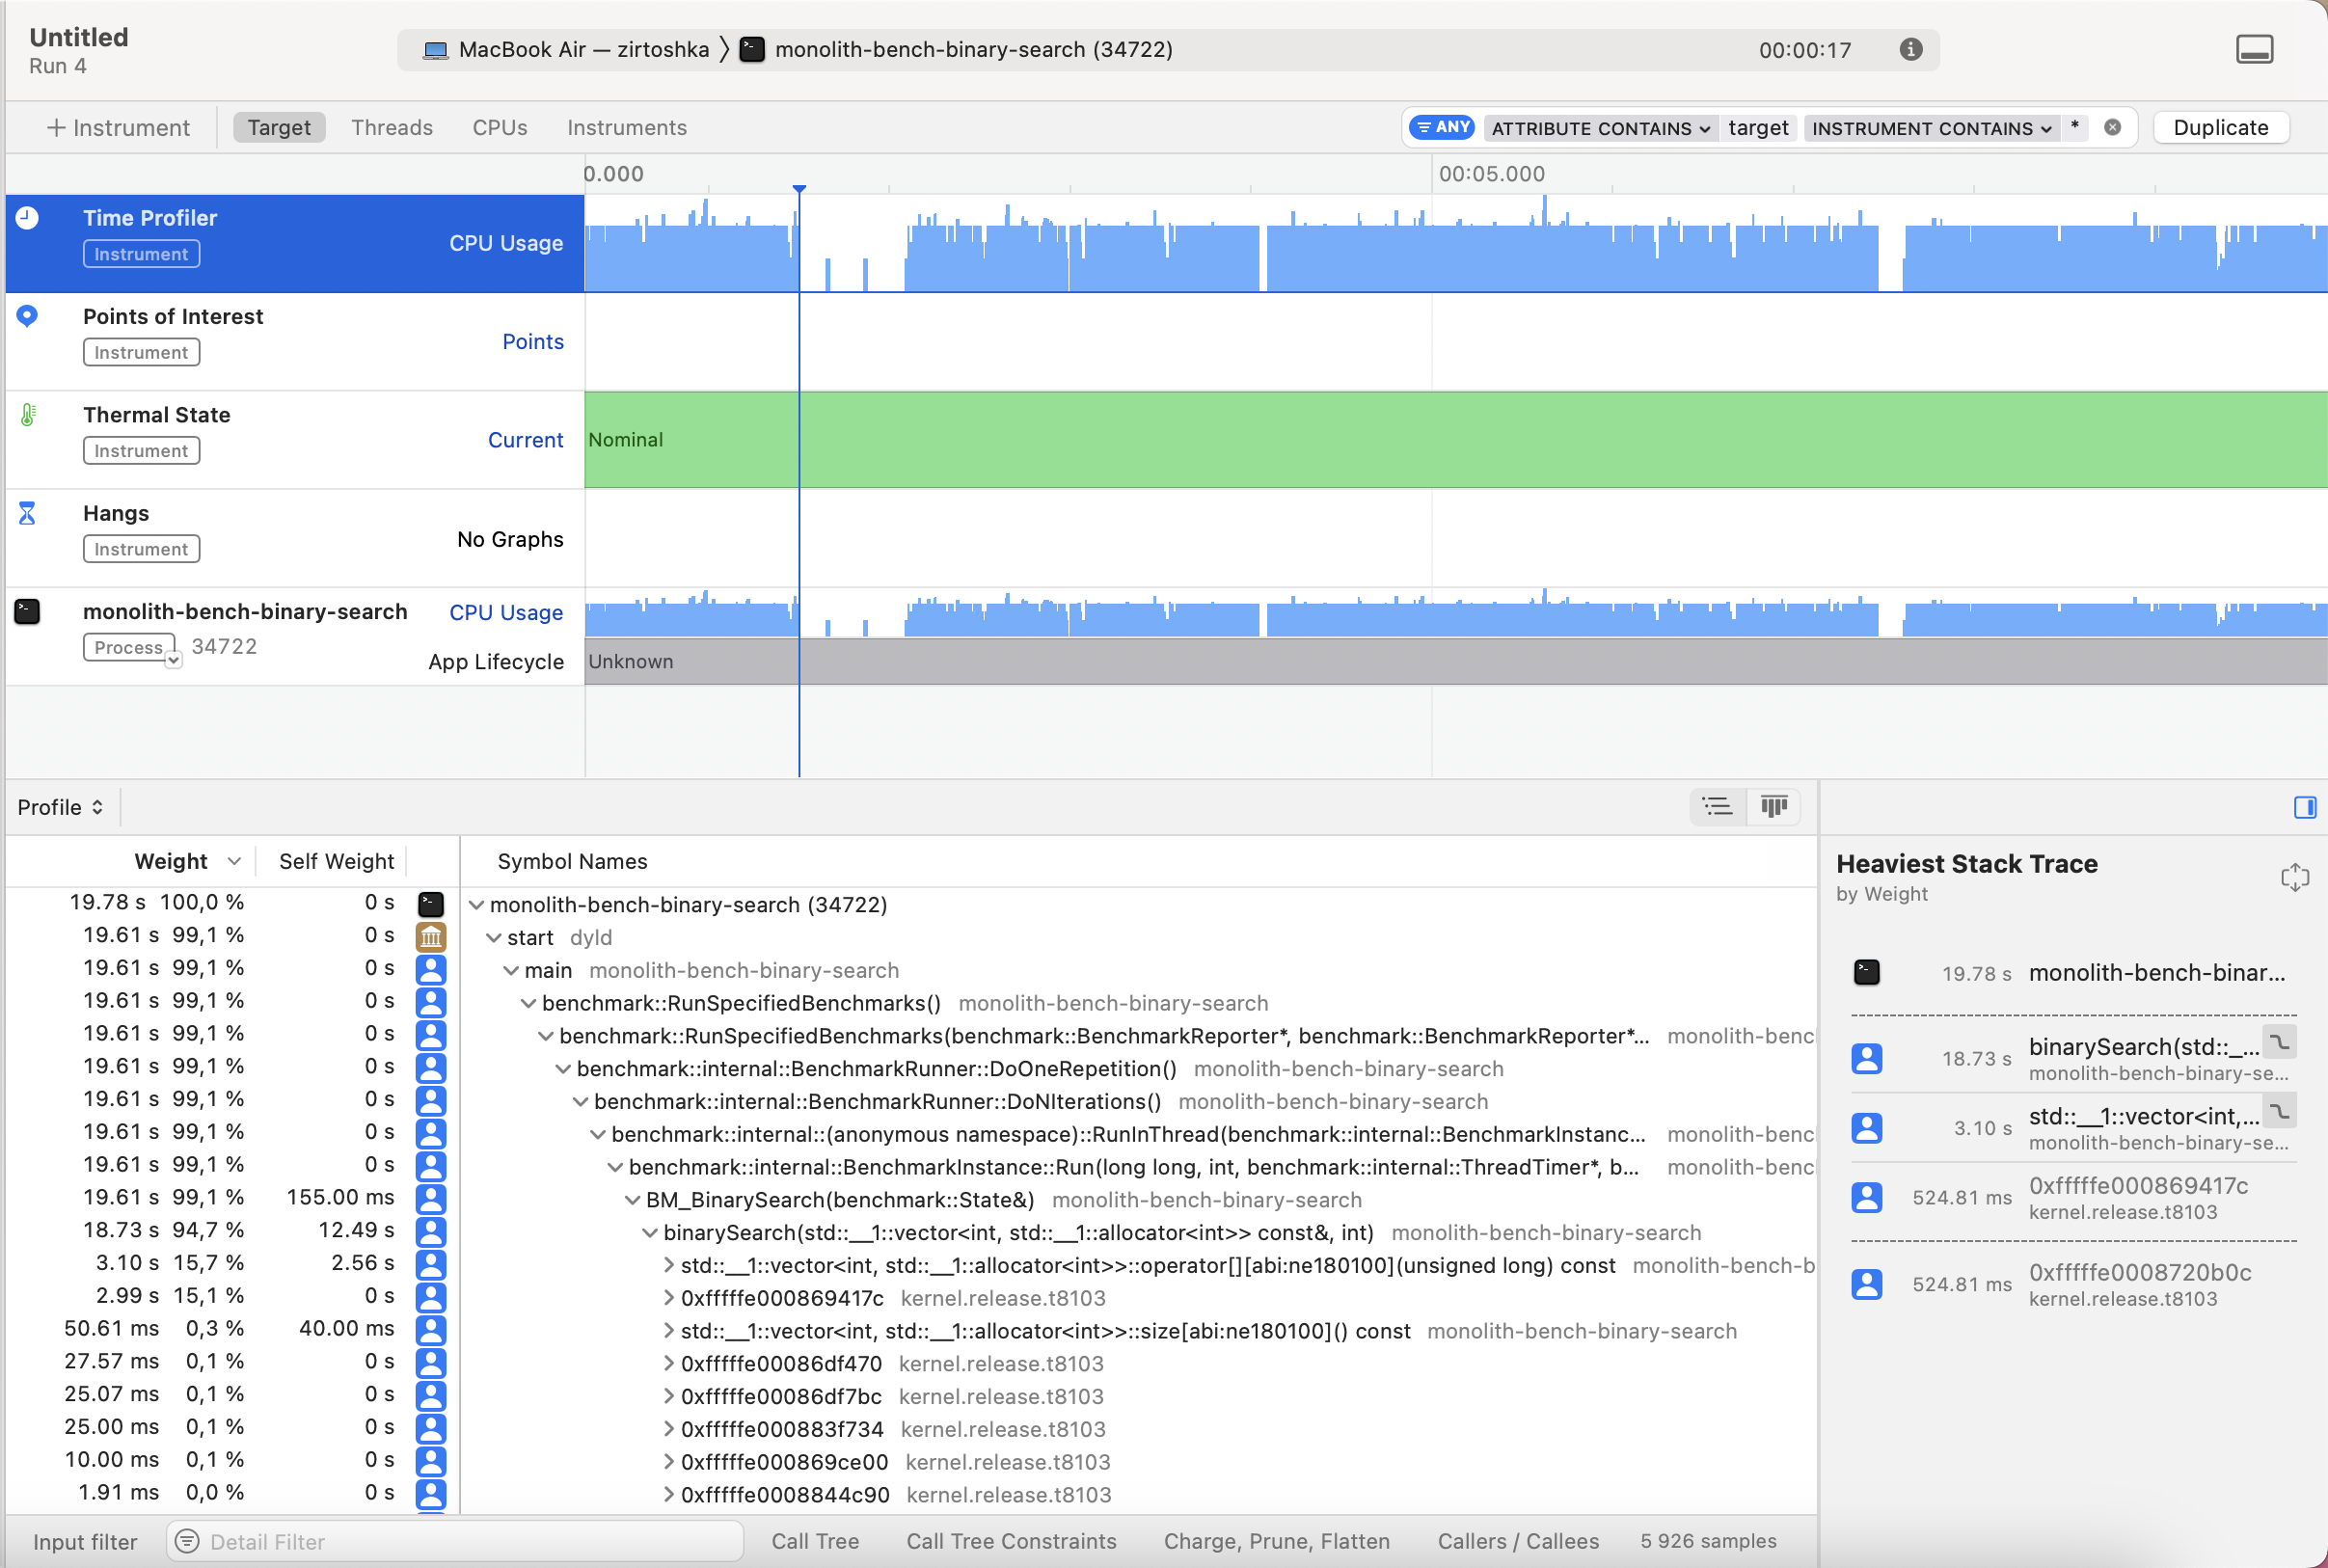 Untitled
Run 4
MacBook Air — zirtoshka 〉 monolith-bench-binary-search (34722)
00:00:17
+ Instrument
Target
Threads
CPUs
Instruments
ANY
ATTRIBUTE CONTAINS
target
INSTRUMENT CONTAINS
*
Duplicate
0.000
00:05.000
Time Profiler
Instrument
CPU Usage
Points of Interest
Instrument
Points
Thermal State
Instrument
Current
Nominal
Hangs
Instrument
No Graphs
monolith-bench-binary-search
Process
34722
CPU Usage
App Lifecycle
Unknown
Profile
Weight
Self Weight
Symbol Names
19.78 s 100,0 % 0 s monolith-bench-binary-search (34722)
19.61 s 99,1 % 0 s start dyld
19.61 s 99,1 % 0 s main monolith-bench-binary-search
19.61 s 99,1 % 0 s benchmark::RunSpecifiedBenchmarks() monolith-bench-binary-search
19.61 s 99,1 % 0 s benchmark::RunSpecifiedBenchmarks(benchmark::BenchmarkReporter*, benchmark::BenchmarkReporter*... monolith-benc
19.61 s 99,1 % 0 s benchmark::internal::BenchmarkRunner::DoOneRepetition() monolith-bench-binary-search
19.61 s 99,1 % 0 s benchmark::internal::BenchmarkRunner::DoNIterations() monolith-bench-binary-search
19.61 s 99,1 % 0 s benchmark::internal::(anonymous namespace)::RunInThread(benchmark::internal::BenchmarkInstanc... monolith-benc
19.61 s 99,1 % 0 s benchmark::internal::BenchmarkInstance::Run(long long, int, benchmark::internal::ThreadTimer*, b... monolith-benc
19.61 s 99,1 % 155.00 ms BM_BinarySearch(benchmark::State&) monolith-bench-binary-search
18.73 s 94,7 % 12.49 s binarySearch(std::__1::vector<int, std::__1::allocator<int>> const&, int) monolith-bench-binary-search
3.10 s 15,7 % 2.56 s std::__1::vector<int, std::__1::allocator<int>>::operator[][abi:ne180100](unsigned long) const monolith-bench-b
2.99 s 15,1 % 0 s 0xfffffe000869417c kernel.release.t8103
50.61 ms 0,3 % 40.00 ms std::__1::vector<int, std::__1::allocator<int>>::size[abi:ne180100]() const monolith-bench-binary-search
27.57 ms 0,1 % 0 s 0xfffffe00086df470 kernel.release.t8103
25.07 ms 0,1 % 0 s 0xfffffe00086df7bc kernel.release.t8103
25.00 ms 0,1 % 0 s 0xfffffe000883f734 kernel.release.t8103
10.00 ms 0,1 % 0 s 0xfffffe000869ce00 kernel.release.t8103
1.91 ms 0,0 % 0 s 0xfffffe0008844c90 kernel.release.t8103
Heaviest Stack Trace
by Weight
19.78 s monolith-bench-binar...
18.73 s binarySearch(std::_...
monolith-bench-binary-se...
3.10 s std::__1::vector<int,...
monolith-bench-binary-se...
524.81 ms 0xfffffe000869417c
kernel.release.t8103
524.81 ms 0xfffffe0008720b0c
kernel.release.t8103
Input filter
Detail Filter
Call Tree
Call Tree Constraints
Charge, Prune, Flatten
Callers / Callees
5 926 samples